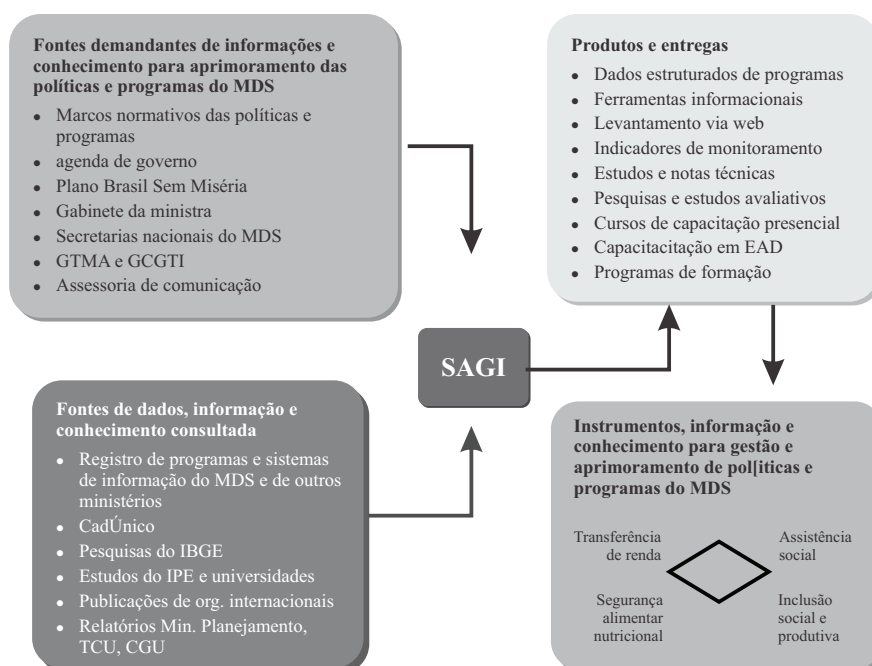 Fontes demandantes de informações e
conhecimento para aprimoramento das
políticas e programas do MDS
• Marcos normativos das políticas e
programas
• agenda de governo
• Plano Brasil Sem Miséria
• Gabinete da ministra
• Secretarias nacionais do MDS
• GTMA e GCGTI
• Assessoria de comunicação
Fontes de dados, informação e
conhecimento consultada
• Registro de programas e sistemas
de informação do MDS e de outros
ministérios
• CadÚnico
• Pesquisas do IBGE
• Estudos do IPE e universidades
• Publicações de org. internacionais
• Relatórios Min. Planejamento,
TCU, CGU
SAGI
Produtos e entregas
• Dados estruturados de programas
• Ferramentas informacionais
• Levantamento via web
• Indicadores de monitoramento
• Estudos e notas técnicas
• Pesquisas e estudos avaliativos
• Cursos de capacitação presencial
• Capacitacitação em EAD
• Programas de formação
Instrumentos, informação e
conhecimento para gestão e
aprimoramento de pol[iticas e
programas do MDS
Transferência
de renda
Assistência
social
Segurança
alimentar
nutricional
Inclusão
social e
produtiva